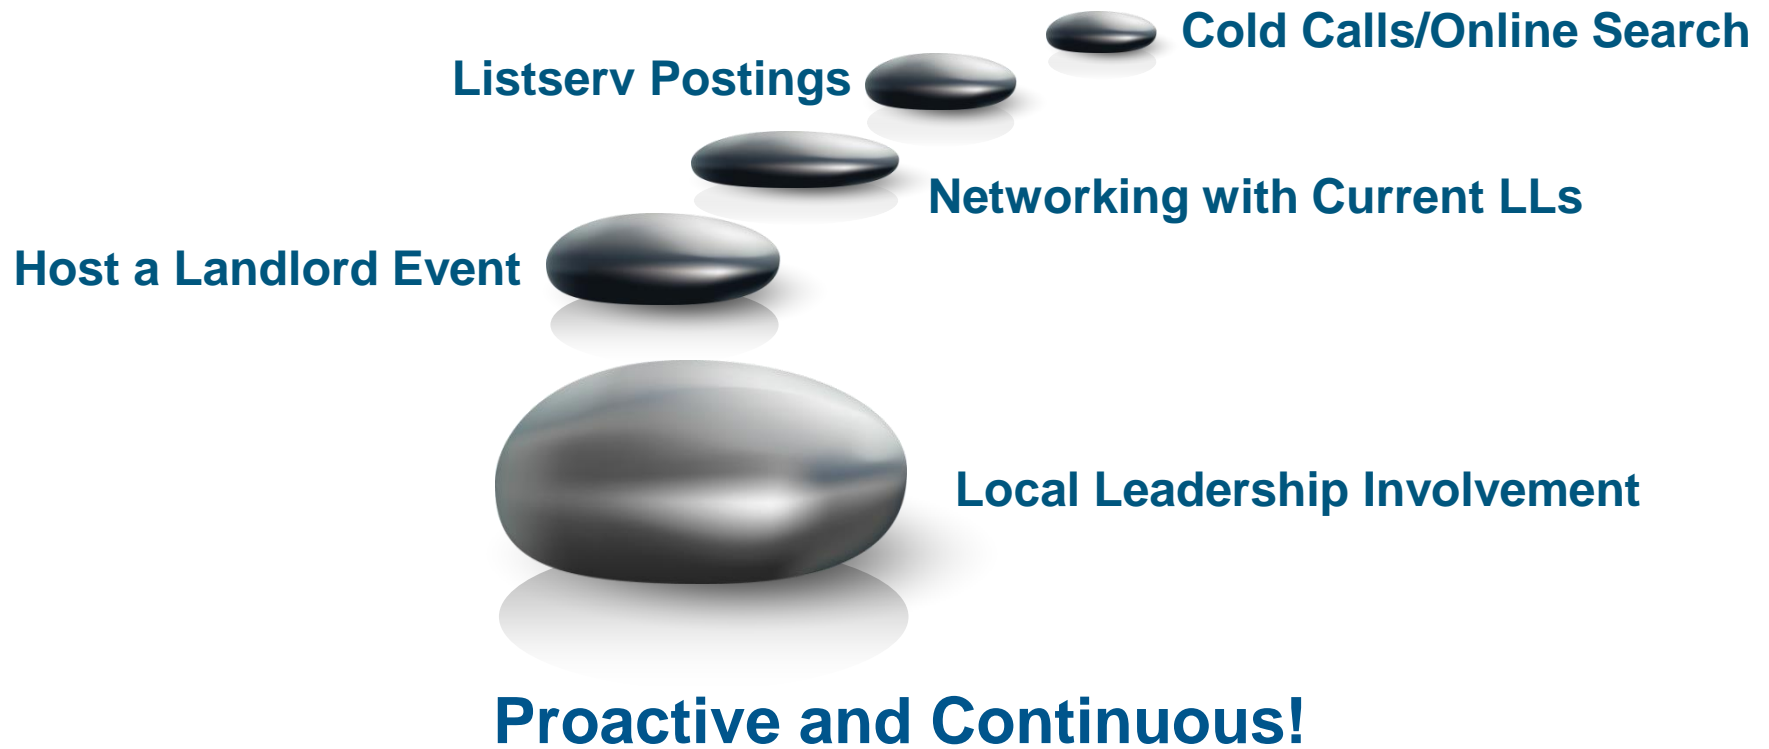 Cold Calls/Online Search
Listserv Postings
Networking with Current LLs
Host a Landlord Event
Local Leadership Involvement
Proactive and Continuous!